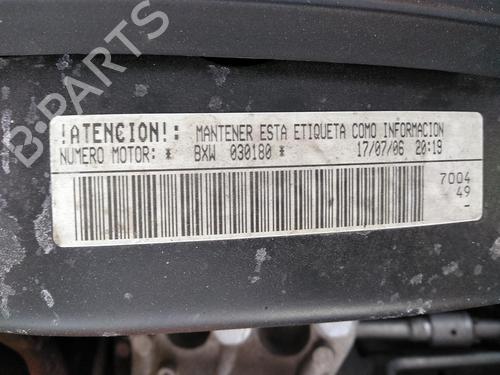 B-PARTS
!ATENCION!: MANTENER ESTA ETIQUETA COMO INFORMACION
NUMERO MOTOR: * BXW 030180 * 17/07/06 20:19
7004
49
-